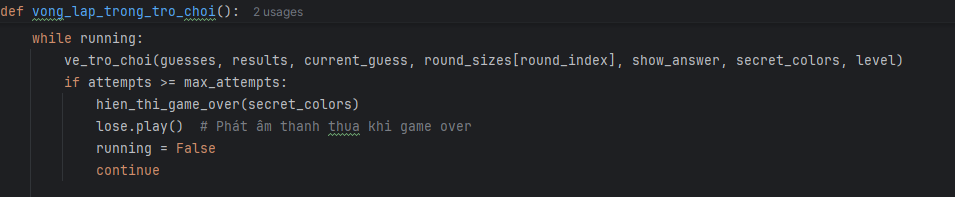 def vong_lap_trong_tro_choi():  2 usages
    while running:
        ve_tro_choi(guesses, results, current_guess, round_sizes[round_index], show_answer, secret_colors, level)
        if attempts >= max_attempts:
            hien_thi_game_over(secret_colors)
            lose.play()  # Phát âm thanh thua khi game over
            running = False
            continue